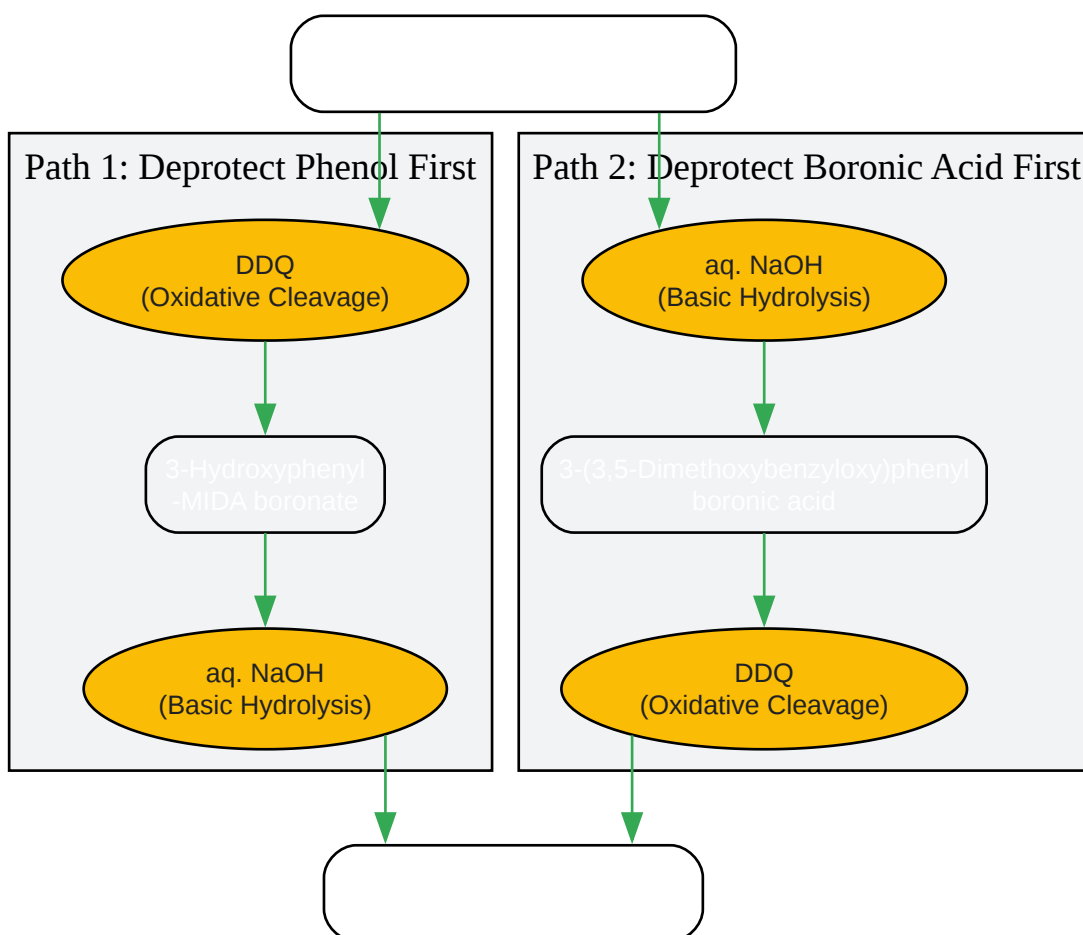 Path 1: Deprotect Phenol First
Path 2: Deprotect Boronic Acid First
DDQ
(Oxidative Cleavage)
aq. NaOH
(Basic Hydrolysis)
3-Hydroxyphenyl
-MIDA boronate
3-(3,5-Dimethoxybenzyloxy)phenyl
boronic acid
aq. NaOH
(Basic Hydrolysis)
DDQ
(Oxidative Cleavage)